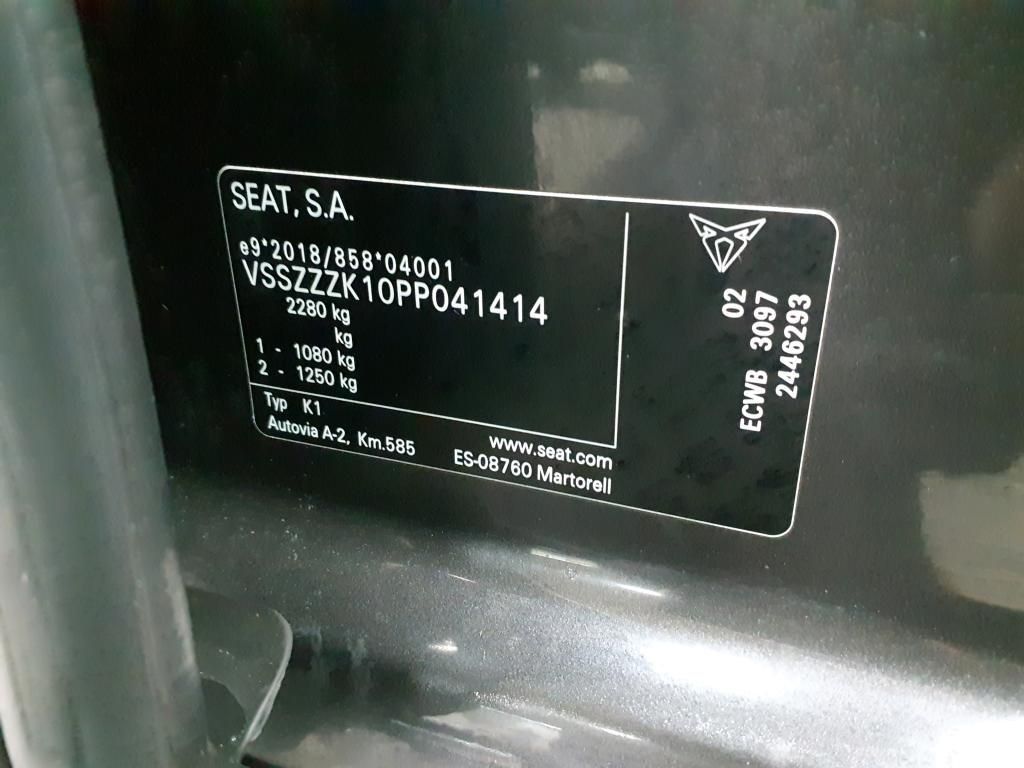 SEAT, S.A.
e9*2018/858*04001
VSSZZZK10PP041414
2280 kg
kg
1 - 1080 kg
2 - 1250 kg
Typ K1
www.seat.com
Autovia A-2, Km.585 ES-08760 Martorell
02
ECWB 3097
2446293